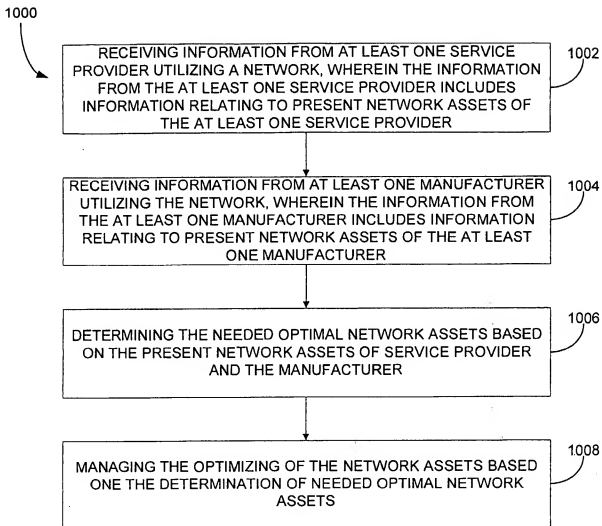 1000
RECEIVING INFORMATION FROM AT LEAST ONE SERVICE
PROVIDER UTILIZING A NETWORK, WHEREIN THE INFORMATION
FROM THE AT LEAST ONE SERVICE PROVIDER INCLUDES
INFORMATION RELATING TO PRESENT NETWORK ASSETS OF
THE AT LEAST ONE SERVICE PROVIDER
1002
RECEIVING INFORMATION FROM AT LEAST ONE MANUFACTURER
UTILIZING THE NETWORK, WHEREIN THE INFORMATION FROM
THE AT LEAST ONE MANUFACTURER INCLUDES INFORMATION
RELATING TO PRESENT NETWORK ASSETS OF THE AT LEAST
ONE MANUFACTURER
1004
DETERMINING THE NEEDED OPTIMAL NETWORK ASSETS BASED
ON THE PRESENT NETWORK ASSETS OF SERVICE PROVIDER
AND THE MANUFACTURER
1006
MANAGING THE OPTIMIZING OF THE NETWORK ASSETS BASED
ONE THE DETERMINATION OF NEEDED OPTIMAL NETWORK
ASSETS
1008